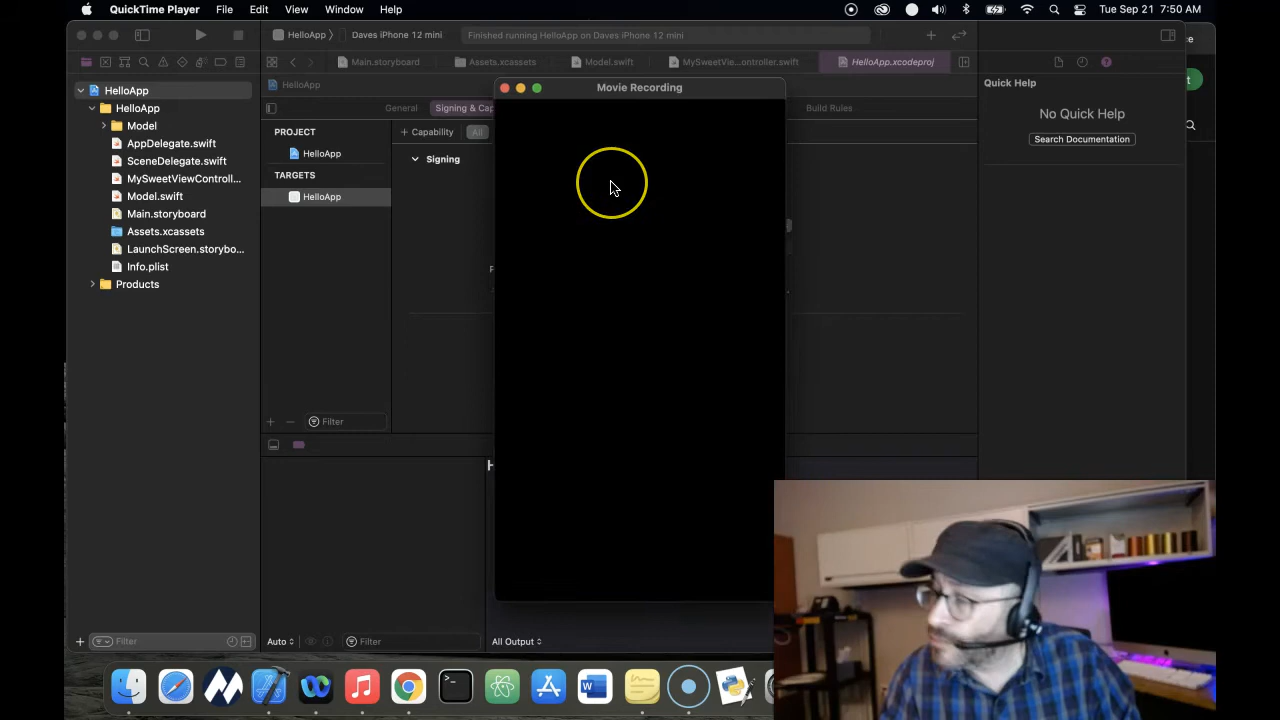 QuickTime Player File Edit View Window Help Tue Sep 21 7:50 AM
HelloApp Daves iPhone 12 mini Finished running HelloApp on Daves iPhone 12 mini
Main.storyboard Assets.xcassets Model.swift MySweetVie...ontroller.swift HelloApp.xcodeproj
HelloApp
Movie Recording
General Signing & Cap Build Rules
+ Capability All
Signing
PROJECT
HelloApp
TARGETS
HelloApp
Filter
HelloApp
HelloApp
Model
AppDelegate.swift
SceneDelegate.swift
MySweetViewControll...
Model.swift
Main.storyboard
Assets.xcassets
LaunchScreen.storybo...
Info.plist
Products
Quick Help
No Quick Help
Search Documentation
Filter
Auto
Filter
All Output